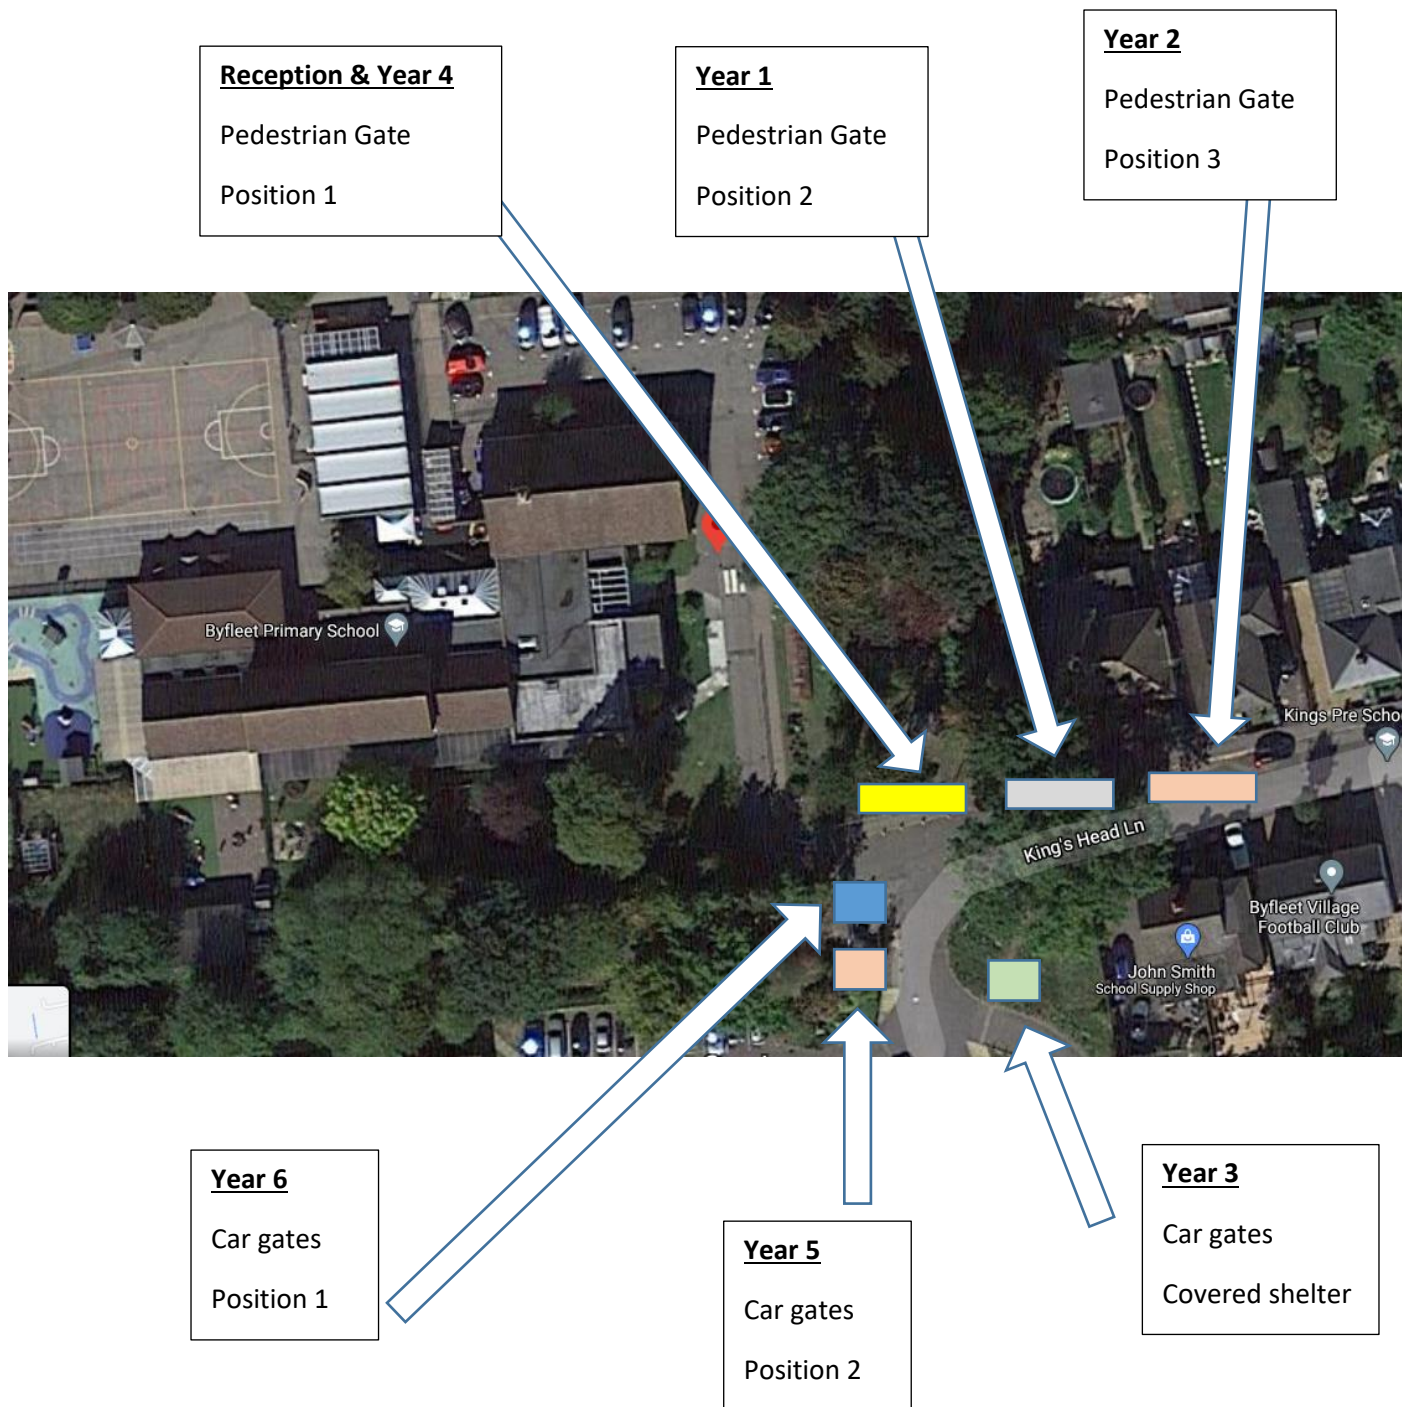 Reception & Year 4
Pedestrian Gate
Position 1
Year 1
Pedestrian Gate
Position 2
Year 2
Pedestrian Gate
Position 3
Byfleet Primary School
Kings Pre Schoo
King's Head Ln
Byfleet Village
Football Club
John Smith
School Supply Shop
Year 6
Car gates
Position 1
Year 5
Car gates
Position 2
Year 3
Car gates
Covered shelter